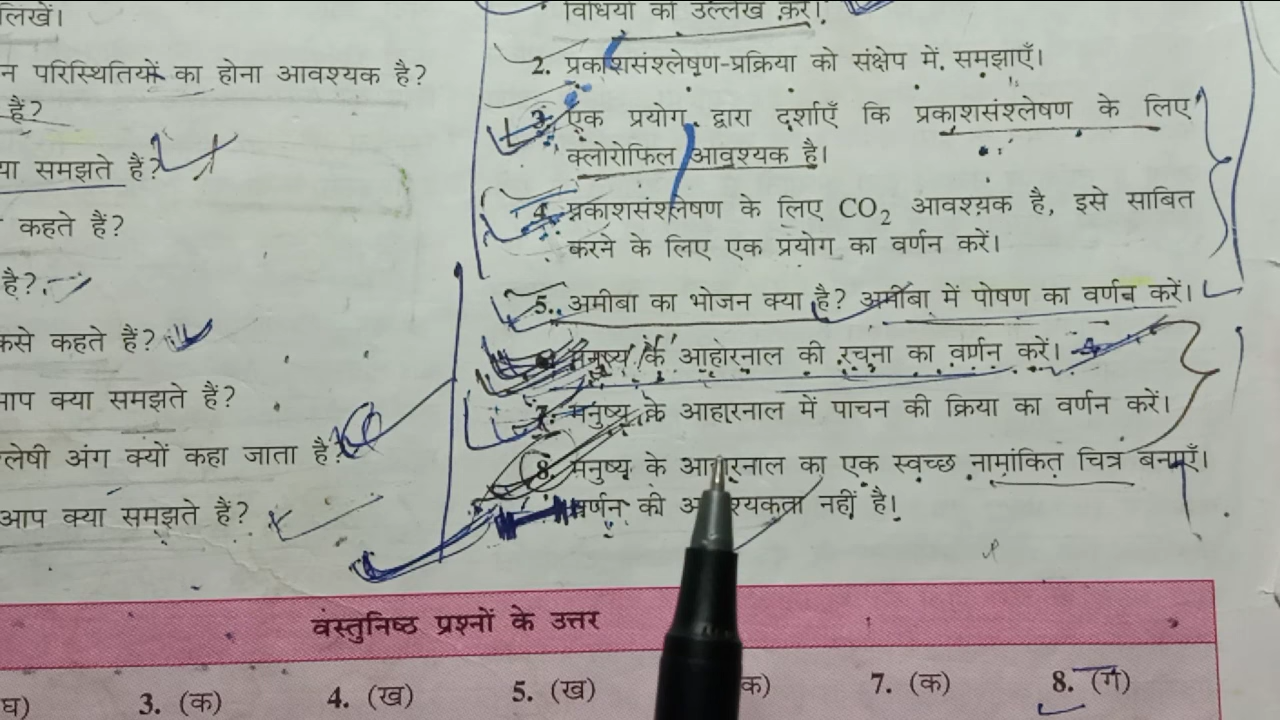 लिखें।
न परिस्थितियों का होना आवश्यक है?
हैं?
या समझते हैं?
कहते हैं?
है?
कसे कहते हैं?
आप क्या समझते हैं?
लेषी अंग क्यों कहा जाता है?
आप क्या समझते हैं?
विधियों का उल्लेख करें।
2. प्रकाशसंश्लेषण-प्रक्रिया को संक्षेप में समझाएँ।
3. एक प्रयोग द्वारा दर्शाएँ कि प्रकाशसंश्लेषण के लिए
क्लोरोफिल आवश्यक है।
4. प्रकाशसंश्लेषण के लिए CO₂ आवश्यक है, इसे साबित
करने के लिए एक प्रयोग का वर्णन करें।
5. अमीबा का भोजन क्या है? अमीबा में पोषण का वर्णन करें।
6. मनुष्य के आहारनाल की रचना का वर्णन करें।
7. मनुष्य के आहारनाल में पाचन की क्रिया का वर्णन करें।
8. मनुष्य के आहारनाल का एक स्वच्छ नामांकित चित्र बनाएँ।
वर्णन की आवश्यकता नहीं है।
वस्तुनिष्ठ प्रश्नों के उत्तर
घ) 3. (क) 4. (ख) 5. (ख) क) 7. (क) 8. (ग)